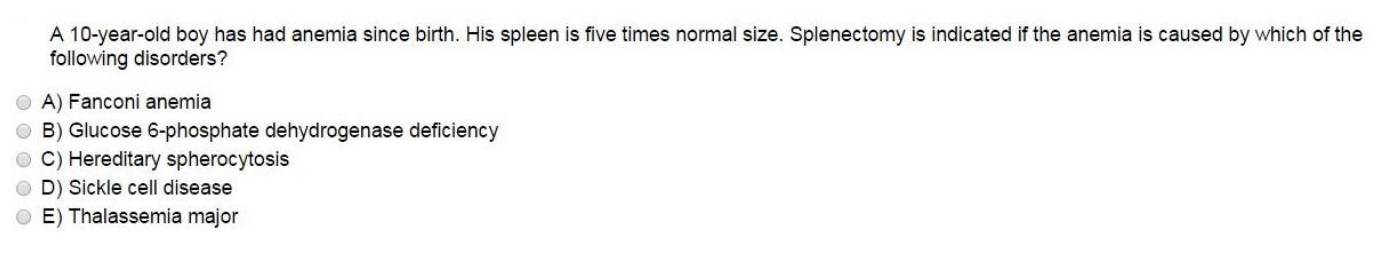 A 10-year-old boy has had anemia since birth. His spleen is five times normal size. Splenectomy is indicated if the anemia is caused by which of the
following disorders?
A) Fanconi anemia
B) Glucose 6-phosphate dehydrogenase deficiency
C) Hereditary spherocytosis
D) Sickle cell disease
E) Thalassemia major